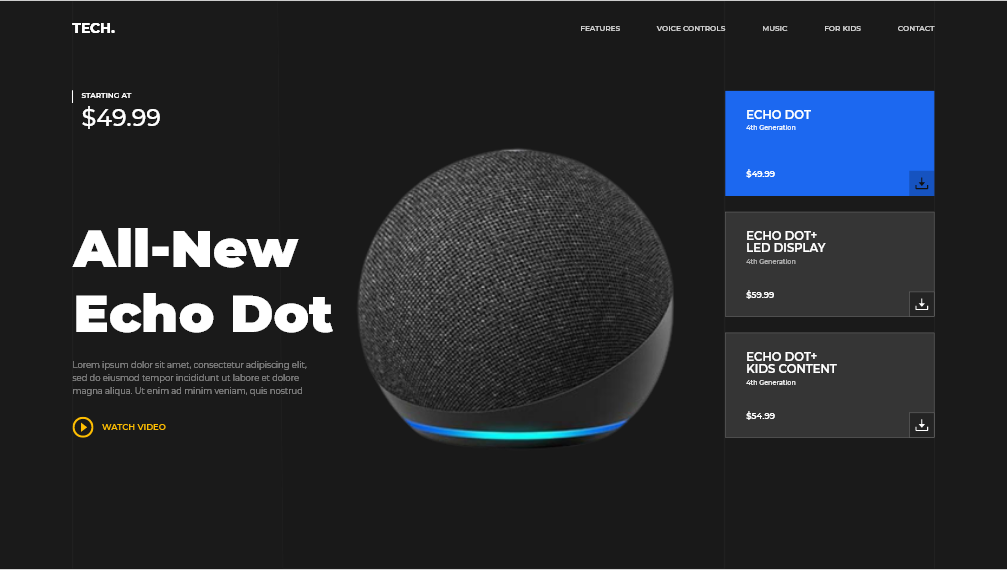 TECH.
FEATURES
VOICE CONTROLS
MUSIC
FOR KIDS
CONTACT
STARTING AT
$49.99
All-New
Echo Dot
Lorem ipsum dolor sit amet, consectetur adipiscing elit,
sed do eiusmod tempor incididunt ut labore et dolore
magna aliqua. Ut enim ad minim veniam, quis nostrud
WATCH VIDEO
ECHO DOT
4th Generation
$49.99
ECHO DOT+
LED DISPLAY
4th Generation
$59.99
ECHO DOT+
KIDS CONTENT
4th Generation
$54.99